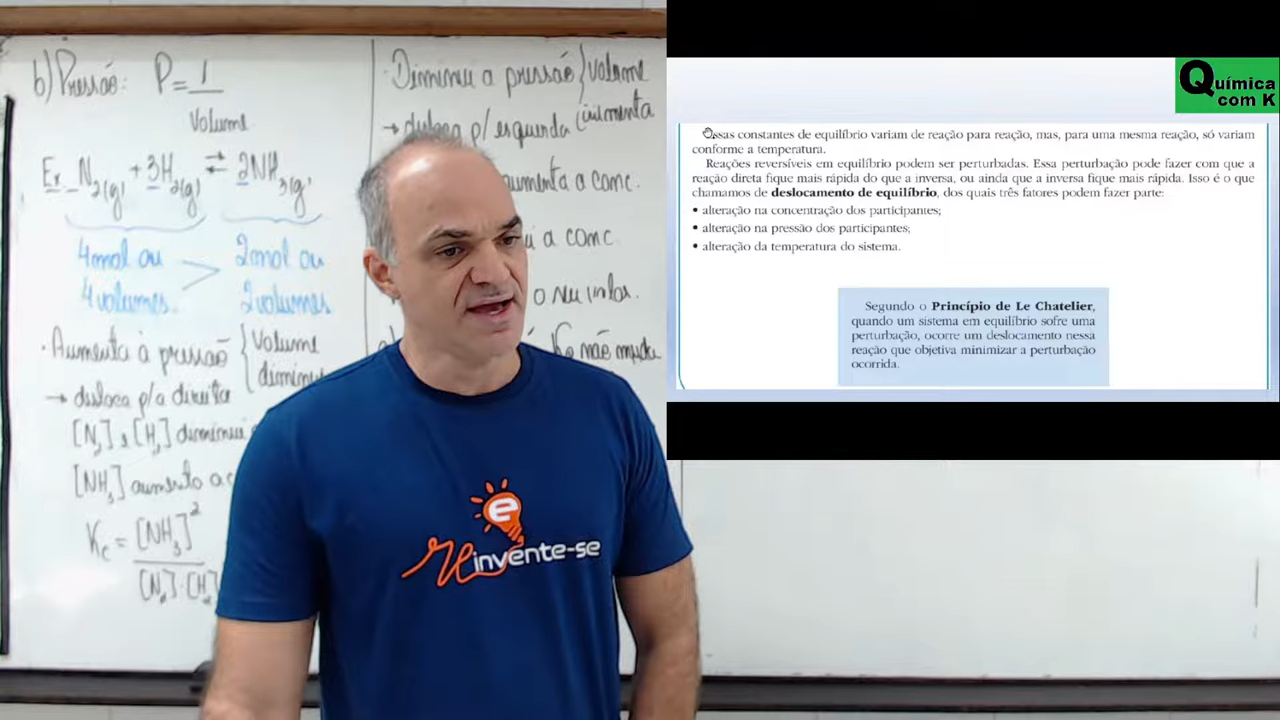 b) Pressão: P = 1
Volume
Ex_ N2(g) + 3H2(g) ⇄ 2NH3(g)
4mol ou
4 volumes.
2mol ou
2 volumes
• Aumenta a pressão { Volume
diminui
→ desloca p/a direita
[N2] e [H2] diminui
[NH3] aumenta a c
Kc = [NH3]²
[N2]·[H2]
· Diminui a pressão { Volume
aumenta
→ desloca p/ esquerda
aumenta a conc.
a conc.
Kc não muda
einvente-se
Química
com K
Essas constantes de equilíbrio variam de reação para reação, mas, para uma mesma reação, só variam
conforme a temperatura.
Reações reversíveis em equilíbrio podem ser perturbadas. Essa perturbação pode fazer com que a
reação direta fique mais rápida do que a inversa, ou ainda que a inversa fique mais rápida. Isso é o que
chamamos de deslocamento de equilíbrio, dos quais três fatores podem fazer parte:
• alteração na concentração dos participantes;
• alteração na pressão dos participantes;
• alteração da temperatura do sistema.
Segundo o Princípio de Le Chatelier,
quando um sistema em equilíbrio sofre uma
perturbação, ocorre um deslocamento nessa
reação que objetiva minimizar a perturbação
ocorrida.